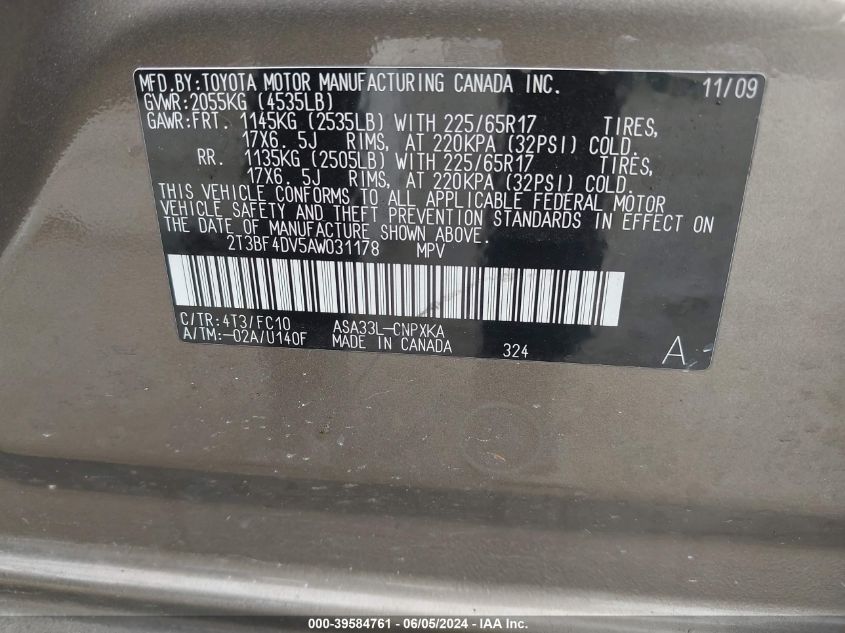 MFD.BY:TOYOTA MOTOR MANUFACTURING CANADA INC. 11/09
GVWR:2055KG (4535LB)
GAWR:FRT. 1145KG (2535LB) WITH 225/65R17 TIRES,
17X6. 5J RIMS, AT 220KPA (32PSI) COLD.
RR. 1135KG (2505LB) WITH 225/65R17 TIRES,
17X6. 5J RIMS, AT 220KPA (32PSI) COLD.
THIS VEHICLE CONFORMS TO ALL APPLICABLE FEDERAL MOTOR
VEHICLE SAFETY AND THEFT PREVENTION STANDARDS IN EFFECT ON
THE DATE OF MANUFACTURE SHOWN ABOVE.
2T3BF4DV5AW031178 MPV
C/TR:4T3/FC10 ASA33L-CNPXKA
A/TM:-02A/U140F MADE IN CANADA 324 A
000-39584761 - 06/05/2024 - IAA Inc.